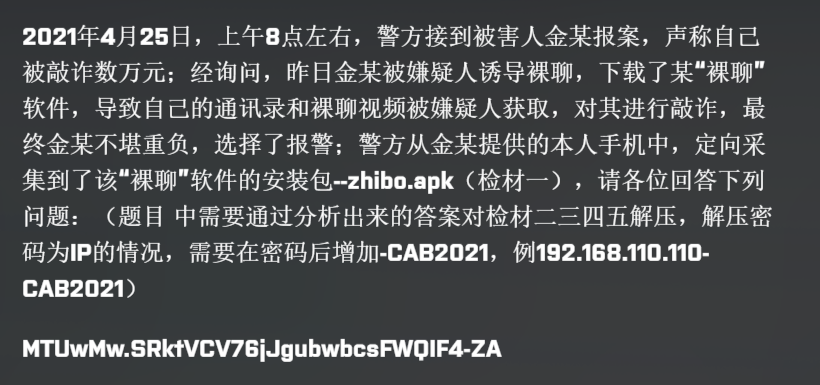 2021年4月25日，上午8点左右，警方接到被害人金某报案，声称自己
被敲诈数万元；经询问，昨日金某被嫌疑人诱导裸聊，下载了某“裸聊”
软件，导致自己的通讯录和裸聊视频被嫌疑人获取，对其进行敲诈，最
终金某不堪重负，选择了报警；警方从金某提供的本人手机中，定向采
集到了该“裸聊”软件的安装包--zhibo.apk（检材一），请各位回答下列
问题：（题目 中需要通过分析出来的答案对检材二三四五解压，解压密
码为IP的情况，需要在密码后增加-CAB2021，例192.168.110.110-
CAB2021）
MTUwMw.SRktVCV76jJgubwbcsFWQIF4-ZA